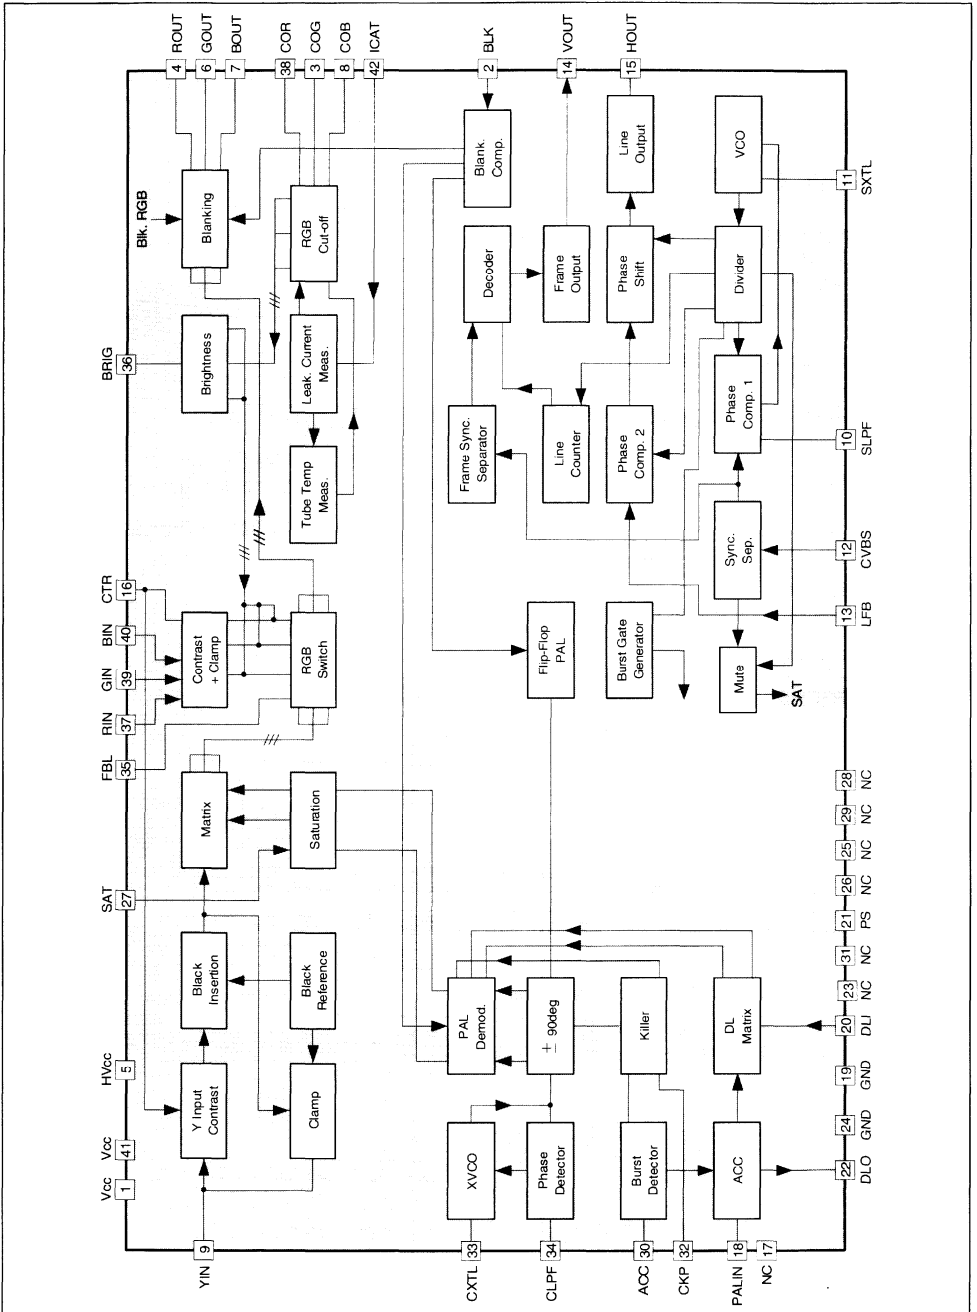 ROUT
GOUT
BOUT
COR
COG
COB
ICAT
BLK
VOUT
HOUT
4
6
7
38
3
8
42
2
14
15
Blk. RGB
Blanking
RGB
Cut-off
Blank.
Comp.
Line
Output
VCO
11
SXTL
Decoder
Frame
Output
Phase
Shift
Divider
BRIG
36
Brightness
Leak. Current
Meas.
Tube Temp
Meas.
Frame Sync.
Separator
Line
Counter
Phase
Comp. 2
Phase
Comp. 1
10
SLPF
Sync.
Sep.
12
CVBS
13
LFB
CTR
16
BIN
40
GIN
39
RIN
37
FBL
35
Contrast
+ Clamp
RGB
Switch
Flip-Flop
PAL
Burst Gate
Generator
Mute
SAT
Matrix
Saturation
SAT
27
28
NC
29
NC
25
NC
26
NC
21
PS
31
NC
23
NC
20
DLI
19
GND
24
GND
22
DLO
Black
Insertion
Black
Reference
PAL
Demod.
± 90deg
Killer
DL
Matrix
HVcc
5
Vcc
41
Vcc
1
Y Input
Contrast
Clamp
XVCO
Phase
Detector
Burst
Detector
ACC
9
33
34
30
32
18
17
YIN
CXTL
CLPF
ACC
CKP
PALIN
NC